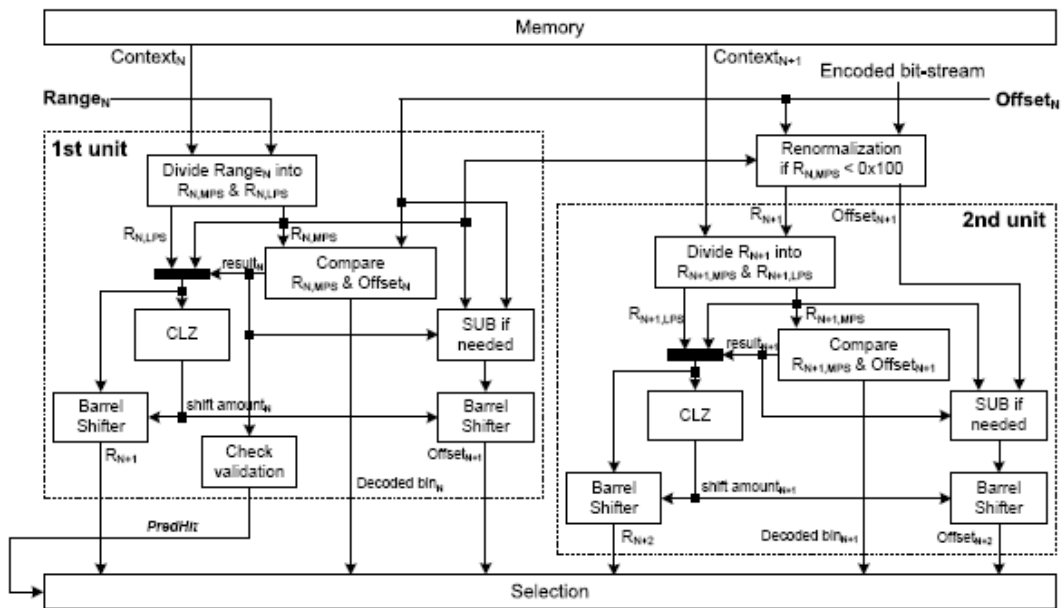 Memory
Context_N
Context_N+1
Encoded bit-stream
Range_N
Offset_N
1st unit
Divide Range_N into
R_N,MPS & R_N,LPS
Renormalization
if R_N,MPS < 0x100
R_N+1
Offset_N+1
2nd unit
R_N,LPS
R_N,MPS
result_N
Compare
R_N,MPS & Offset_N
Divide R_N+1 into
R_N+1,MPS & R_N+1,LPS
CLZ
SUB if
needed
R_N+1,LPS
R_N+1,MPS
result_N+1
Compare
R_N+1,MPS & Offset_N+1
Barrel
Shifter
shift amount_N
Barrel
Shifter
CLZ
SUB if
needed
R_N+1
Check
validation
Offset_N+1
Decoded bin_N
Barrel
Shifter
shift amount_N+1
Barrel
Shifter
PredHit
R_N+2
Decoded bin_N+1
Offset_N+2
Selection